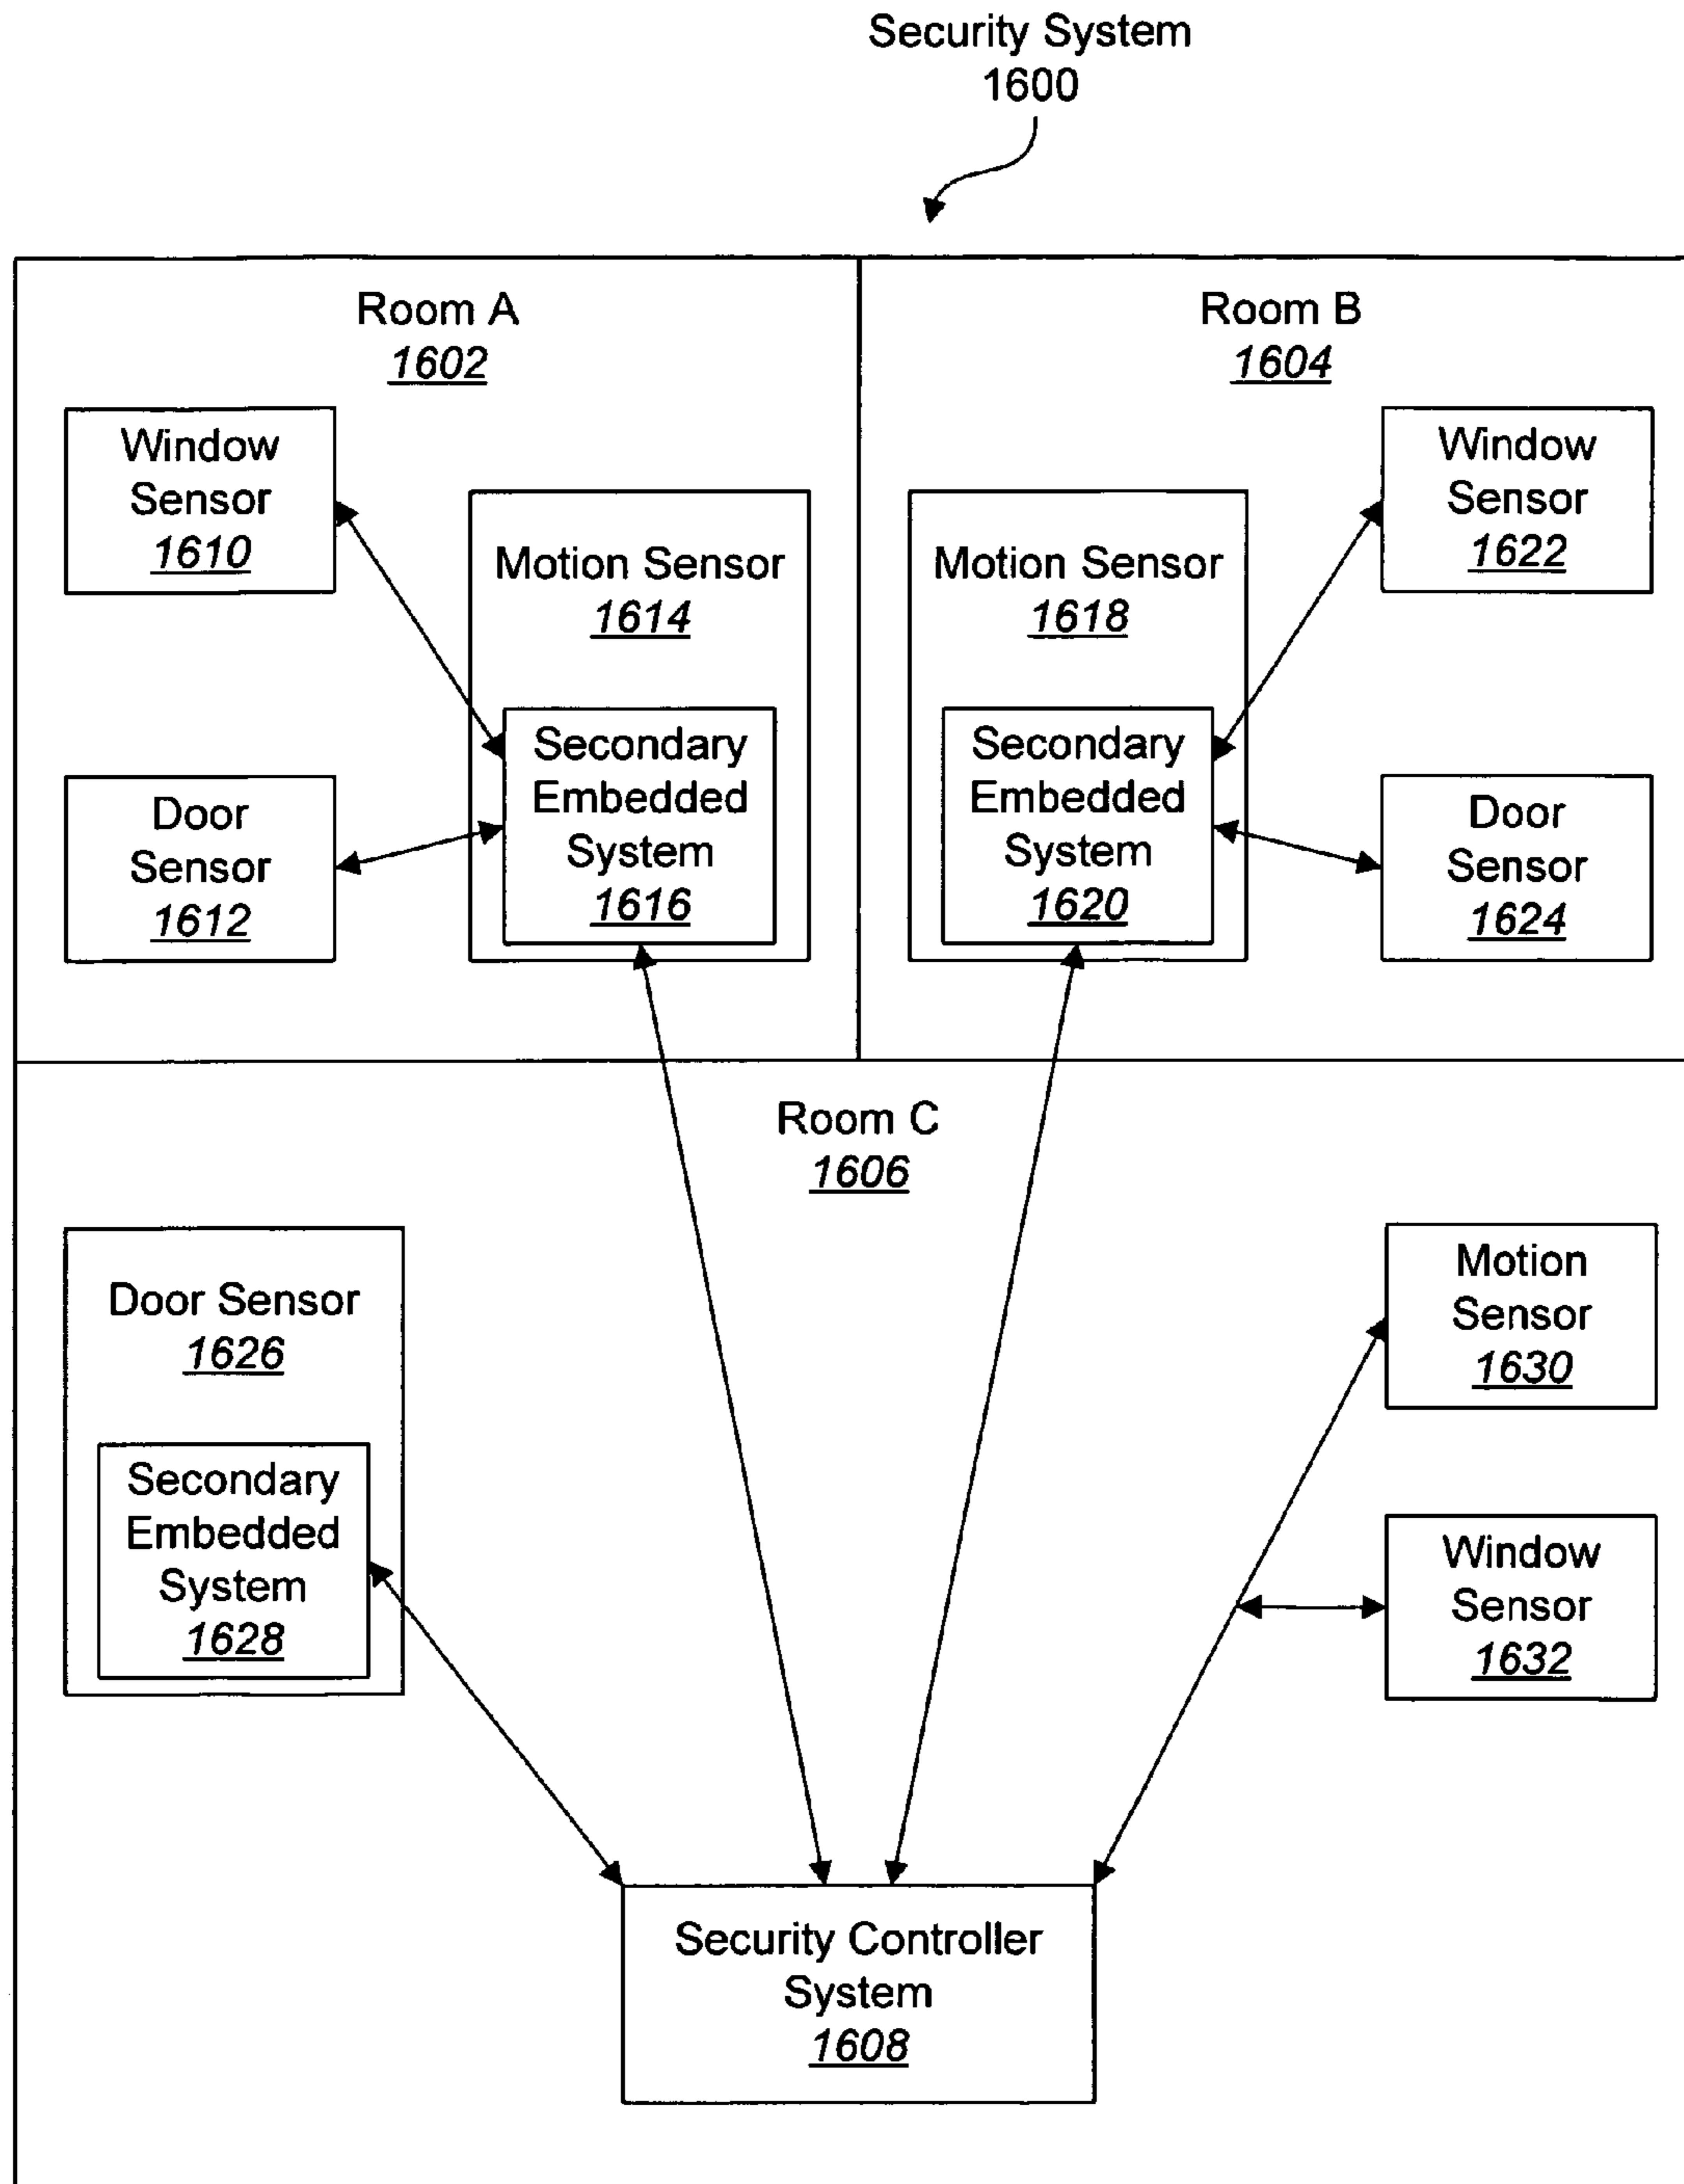 Security System
1600
Room A
1602
Window
Sensor
1610
Motion Sensor
1614
Secondary
Embedded
System
1616
Door
Sensor
1612
Room B
1604
Window
Sensor
1622
Motion Sensor
1618
Secondary
Embedded
System
1620
Door
Sensor
1624
Room C
1606
Door Sensor
1626
Secondary
Embedded
System
1628
Motion
Sensor
1630
Window
Sensor
1632
Security Controller
System
1608